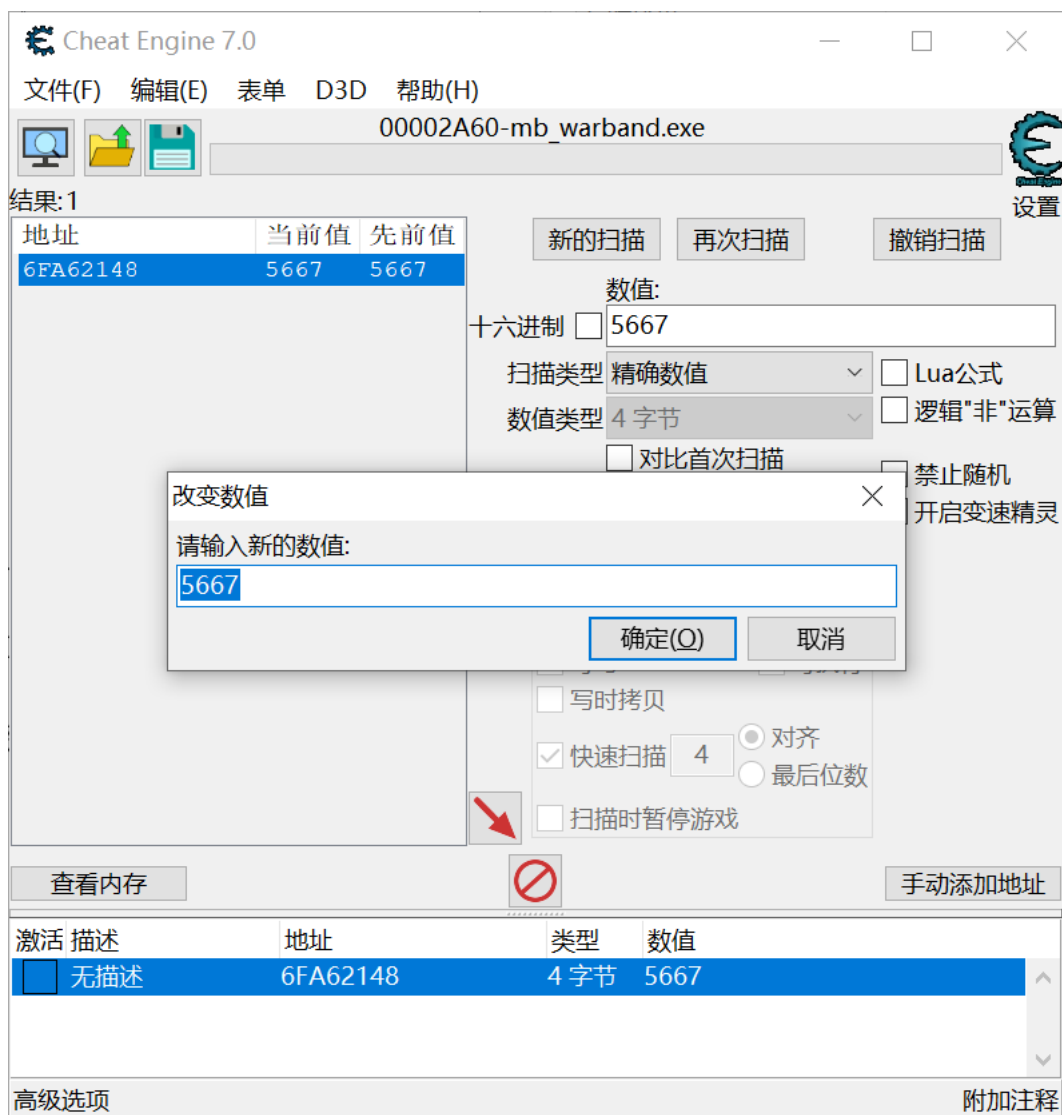 Cheat Engine 7.0
文件(F) 编辑(E) 表单 D3D 帮助(H)
00002A60-mb_warband.exe
Cheat Engine
设置
结果:1
地址 当前值 先前值
6FA62148 5667 5667
新的扫描 再次扫描 撤销扫描
数值:
十六进制 5667
扫描类型 精确数值 Lua公式
数值类型 4 字节 逻辑"非"运算
对比首次扫描
禁止随机
开启变速精灵
改变数值
请输入新的数值:
5667
确定(O) 取消
写时拷贝
快速扫描 4 对齐
最后位数
扫描时暂停游戏
查看内存 手动添加地址
激活 描述 地址 类型 数值
无描述 6FA62148 4 字节 5667
高级选项 附加注释